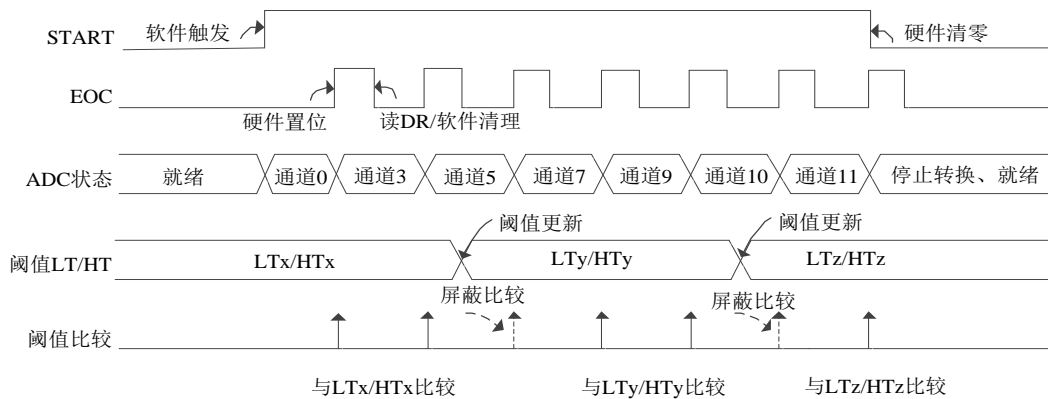 START
软件触发
硬件清零
EOC
硬件置位
读DR/软件清理
ADC状态
就绪
通道0
通道3
通道5
通道7
通道9
通道10
通道11
停止转换、就绪
阈值更新
阈值更新
阈值LT/HT
LTx/HTx
LTy/HTy
LTz/HTz
屏蔽比较
屏蔽比较
阈值比较
与LTx/HTx比较
与LTy/HTy比较
与LTz/HTz比较